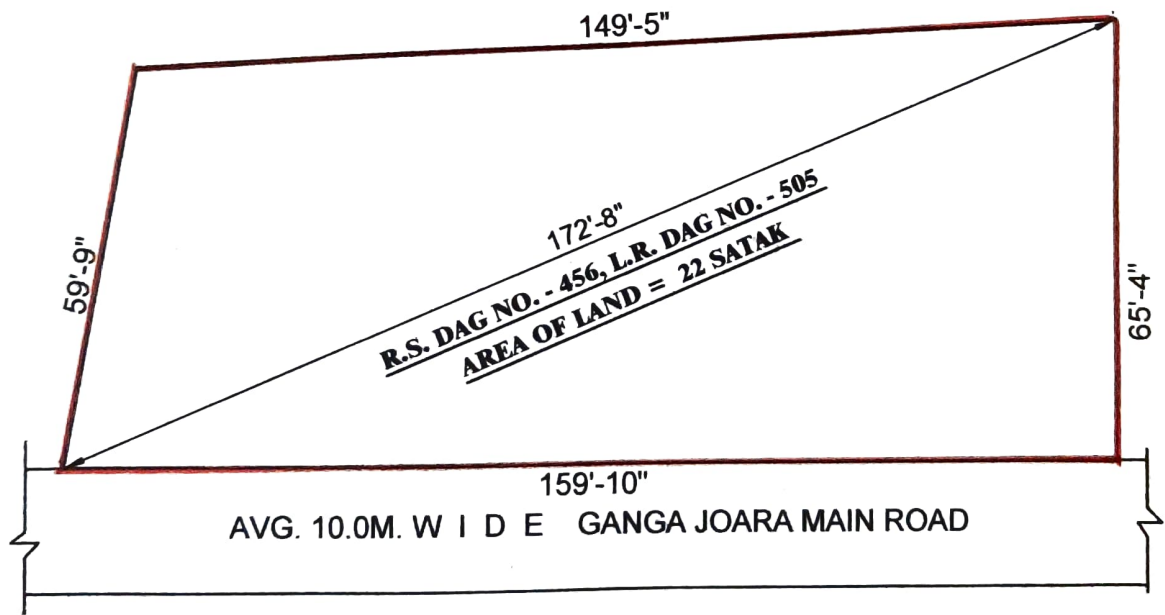 149'-5"
59'-9"
172'-8"
R.S. DAG NO. - 456, L.R. DAG NO. - 505
AREA OF LAND = 22 SATAK
65'-4"
159'-10"
AVG. 10.0M. W I D E GANGA JOARA MAIN ROAD